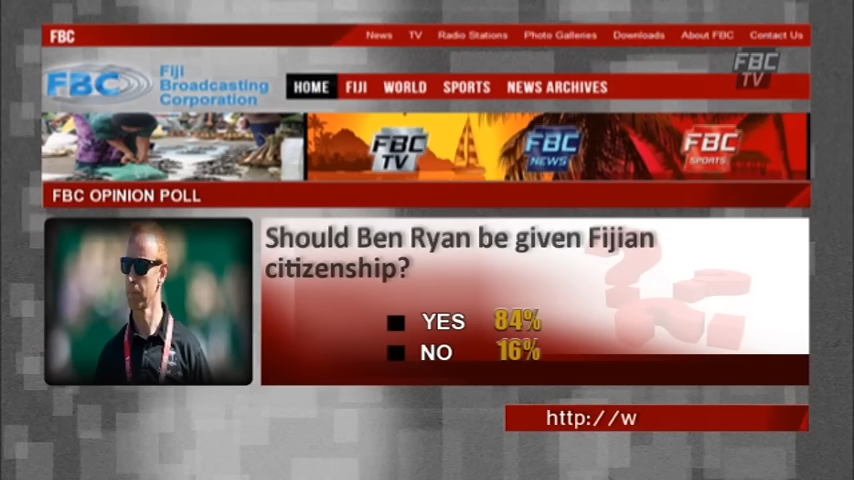 FBC
News TV Radio Stations Photo Galleries Downloads About FBC Contact Us
FBC
TV
FBC
Fiji
Broadcasting
Corporation
HOME FIJI WORLD SPORTS NEWS ARCHIVES
FBC
TV
FBC
NEWS
FBC
SPORTS
FBC OPINION POLL
Should Ben Ryan be given Fijian
citizenship?
YES 84%
NO 16%
http://w